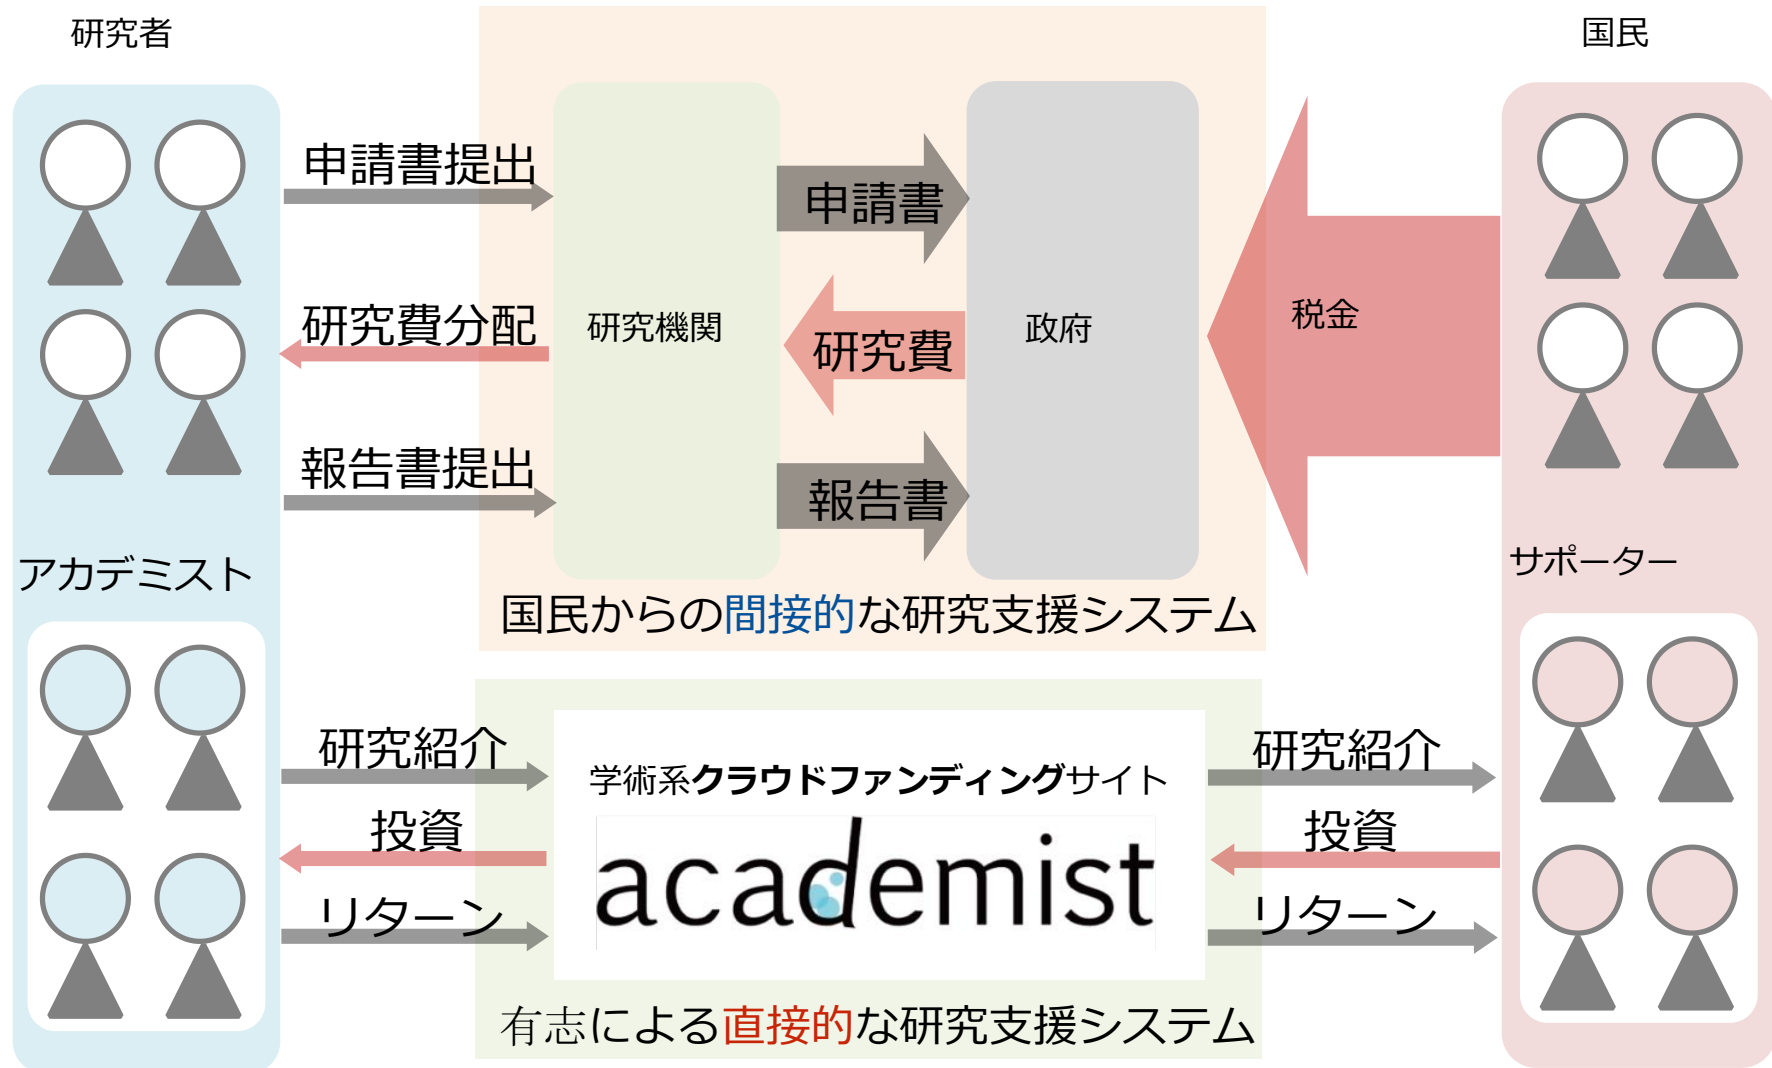 研究者
国民
申請書提出
申請書
研究費分配
研究機関
研究費
政府
税金
報告書提出
報告書
アカデミスト
サポーター
国民からの間接的な研究支援システム
研究紹介
学術系クラウドファンディングサイト
研究紹介
投資
academist
投資
リターン
リターン
有志による直接的な研究支援システム